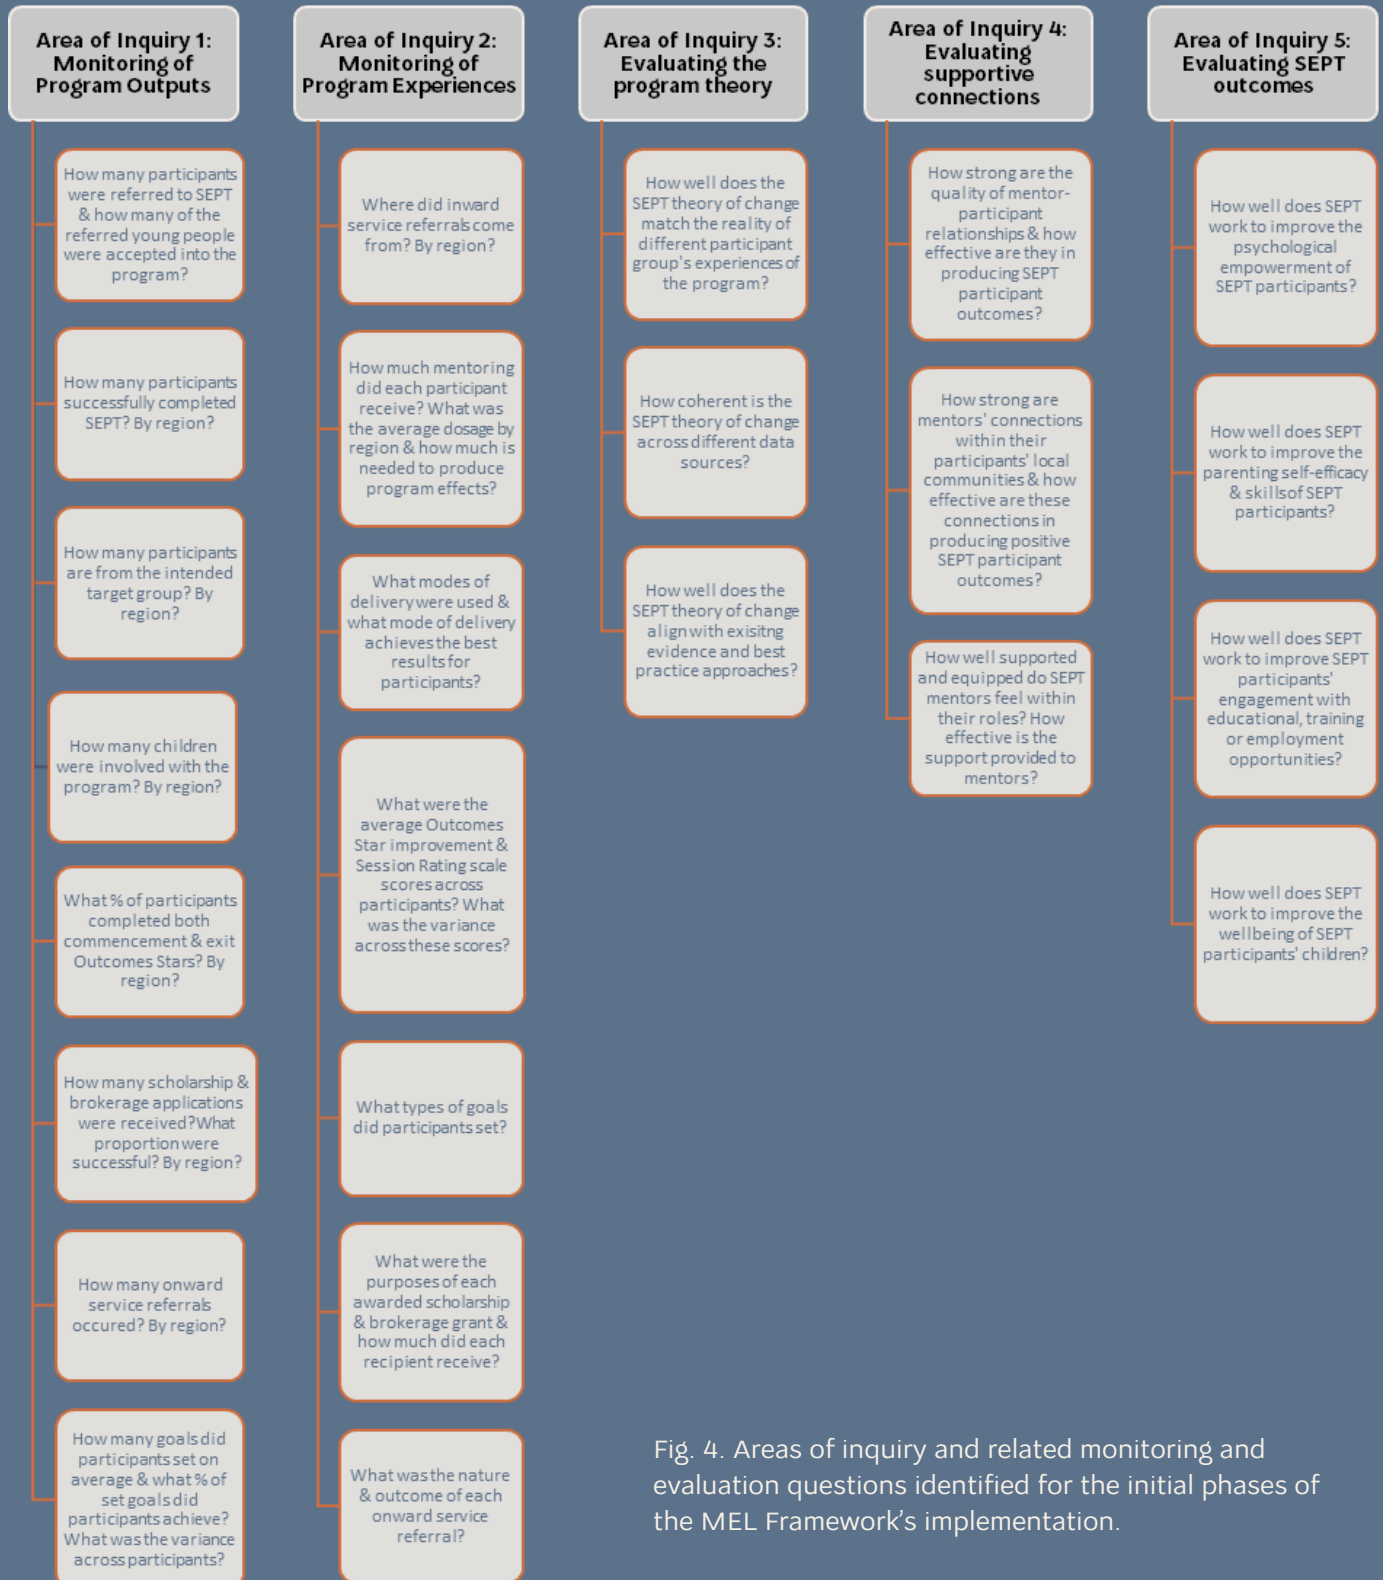 Area of Inquiry 1:
Monitoring of
Program Outputs
How many participants
were referred to SEPT
& how many of the
referred young people
were accepted into the
program?
How many participants
successfully completed
SEPT? By region?
How many participants
are from the intended
target group? By
region?
How many children
were involved with the
program? By region?
What % of participants
completed both
commencement & exit
Outcomes Stars? By
region?
How many scholarship &
brokerage applications
were received?What
proportion were
successful? By region?
How many onward
service referrals
occured? By region?
How many goals did
participants set on
average & what % of
set goals did
participants achieve?
What was the variance
across participants?
Area of Inquiry 2:
Monitoring of
Program Experiences
Where did inward
service referrals come
from? By region?
How much mentoring
did each participant
receive? What was
the average dosage by
region & how much is
needed to produce
program effects?
What modes of
delivery were used &
what mode of delivery
achieves the best
results for
participants?
What were the
average Outcomes
Star improvement &
Session Rating scale
scores across
participants? What
was the variance
across these scores?
What types of goals
did participants set?
What were the
purposes of each
awarded scholarship
& brokerage grant &
how much did each
recipient receive?
What was the nature
& outcome of each
onward service
referral?
Area of Inquiry 3:
Evaluating the
program theory
How well does the
SEPT theory of change
match the reality of
different participant
group's experiences of
the program?
How coherent is the
SEPT theory of change
across different data
sources?
How well does the
SEPT theory of change
align with exisitng
evidence and best
practice approaches?
Area of Inquiry 4:
Evaluating
supportive
connections
How strong are the
quality of mentor-
participant
relationships & how
effective are they in
producing SEPT
participant
outcomes?
How strong are
mentors' connections
within their
participants' local
communities & how
effective are these
connections in
producing positive
SEPT participant
outcomes?
How well supported
and equipped do SEPT
mentors feel within
their roles? How
effective is the
support provided to
mentors?
Area of Inquiry 5:
Evaluating SEPT
outcomes
How well does SEPT
work to improve the
psychological
empowerment of
SEPT participants?
How well does SEPT
work to improve the
parenting self-efficacy
& skills of SEPT
participants?
How well does SEPT
work to improve SEPT
participants'
engagement with
educational, training
or employment
opportunities?
How well does SEPT
work to improve the
wellbeing of SEPT
participants' children?
Fig. 4. Areas of inquiry and related monitoring and
evaluation questions identified for the initial phases of
the MEL Framework’s implementation.